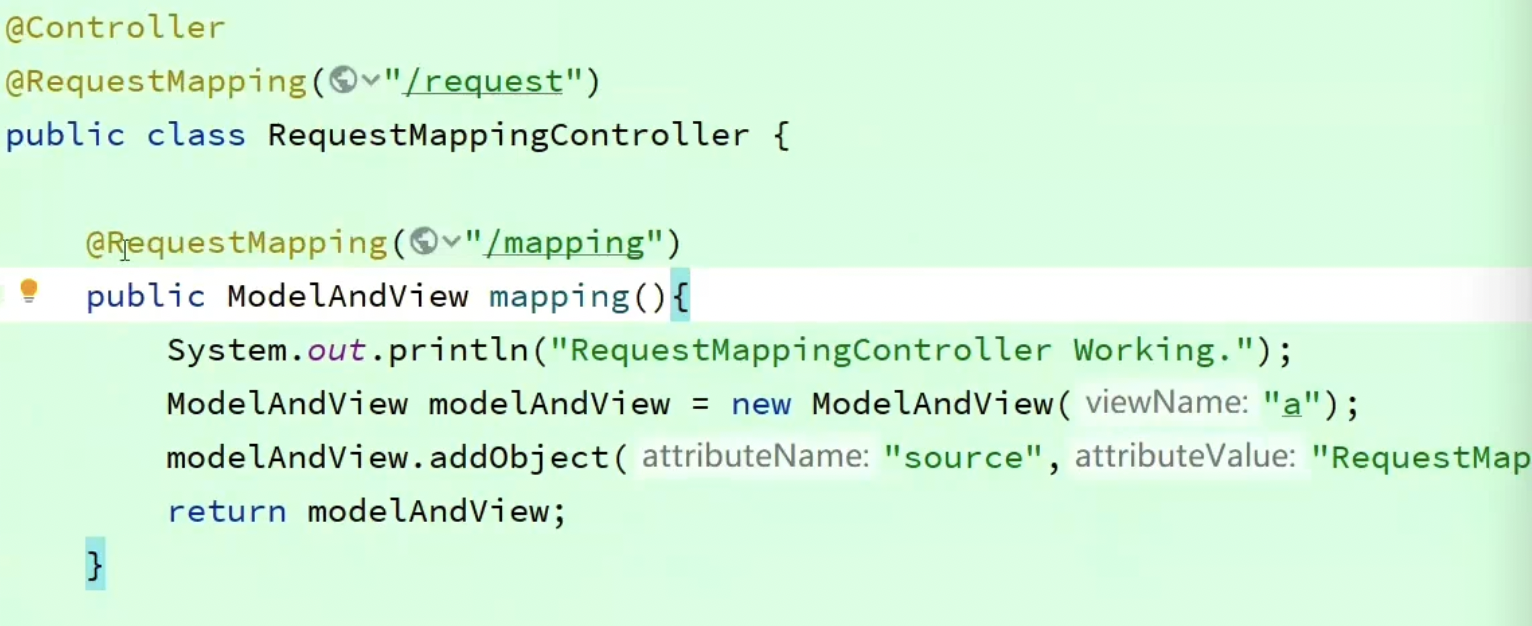 @Controller
@RequestMapping("/request")
public class RequestMappingController {
@RequestMapping("/mapping")
public ModelAndView mapping(){
System.out.println("RequestMappingController Working.");
ModelAndView modelAndView = new ModelAndView( viewName: "a");
modelAndView.addObject( attributeName: "source", attributeValue: "RequestMap
return modelAndView;
}